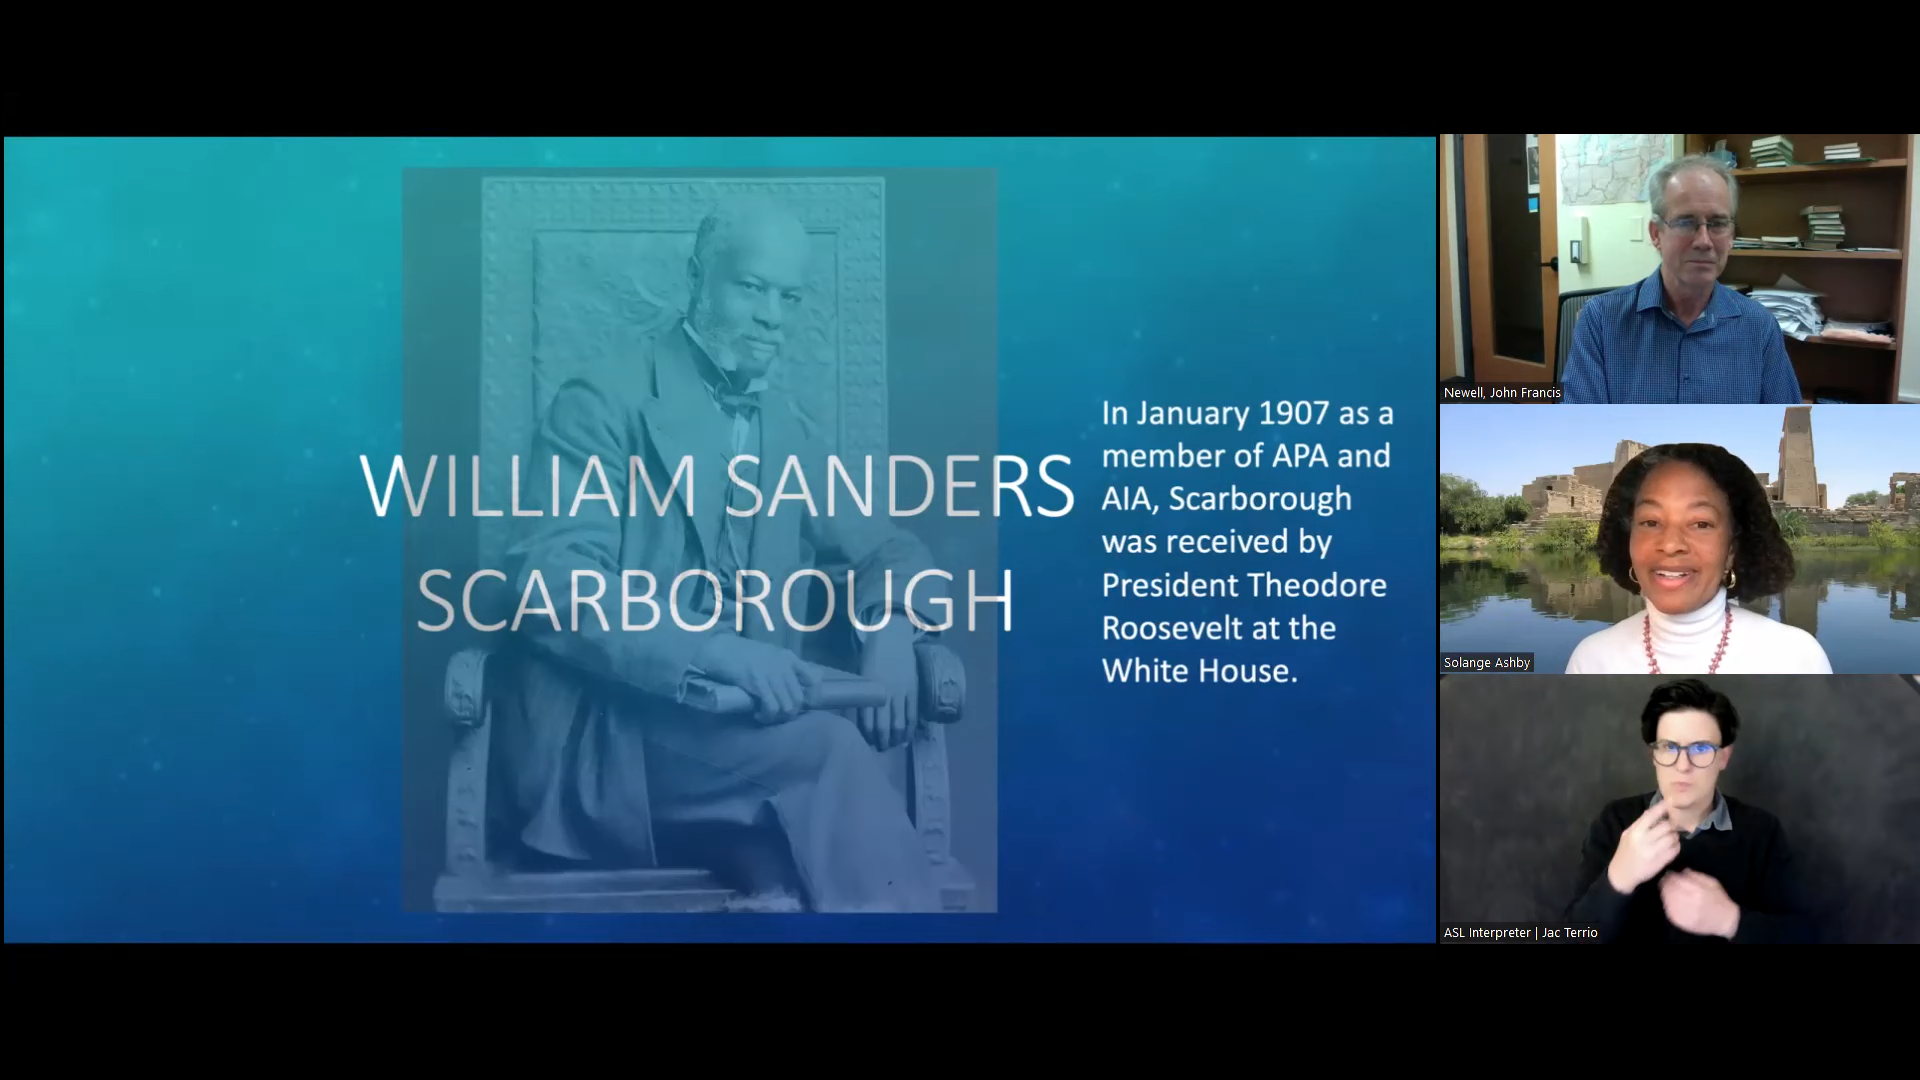 WILLIAM SANDERS
SCARBOROUGH
In January 1907 as a
member of APA and
AIA, Scarborough
was received by
President Theodore
Roosevelt at the
White House.
Newell, John Francis
Solange Ashby
ASL Interpreter | Jac Terrio